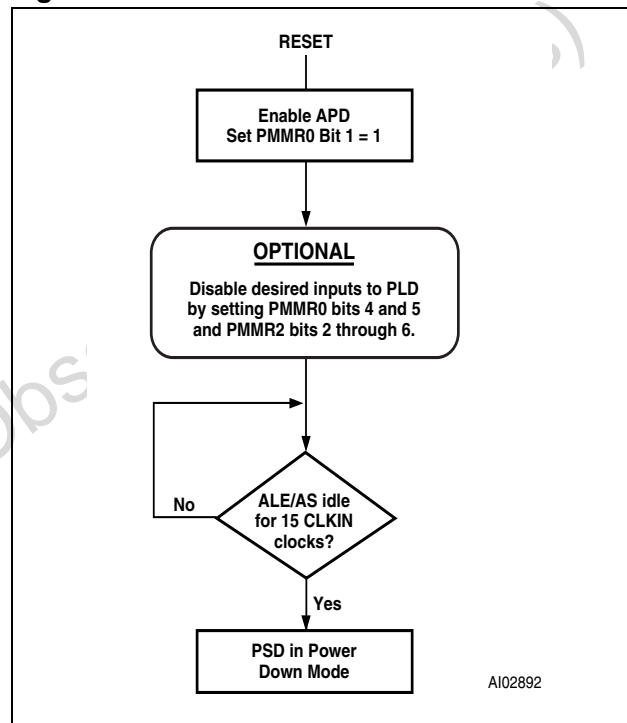 RESET
Enable APD
Set PMMR0 Bit 1 = 1
OPTIONAL
Disable desired inputs to PLD
by setting PMMR0 bits 4 and 5
and PMMR2 bits 2 through 6.
No
ALE/AS idle
for 15 CLKIN
clocks?
Yes
PSD in Power
Down Mode
AI02892